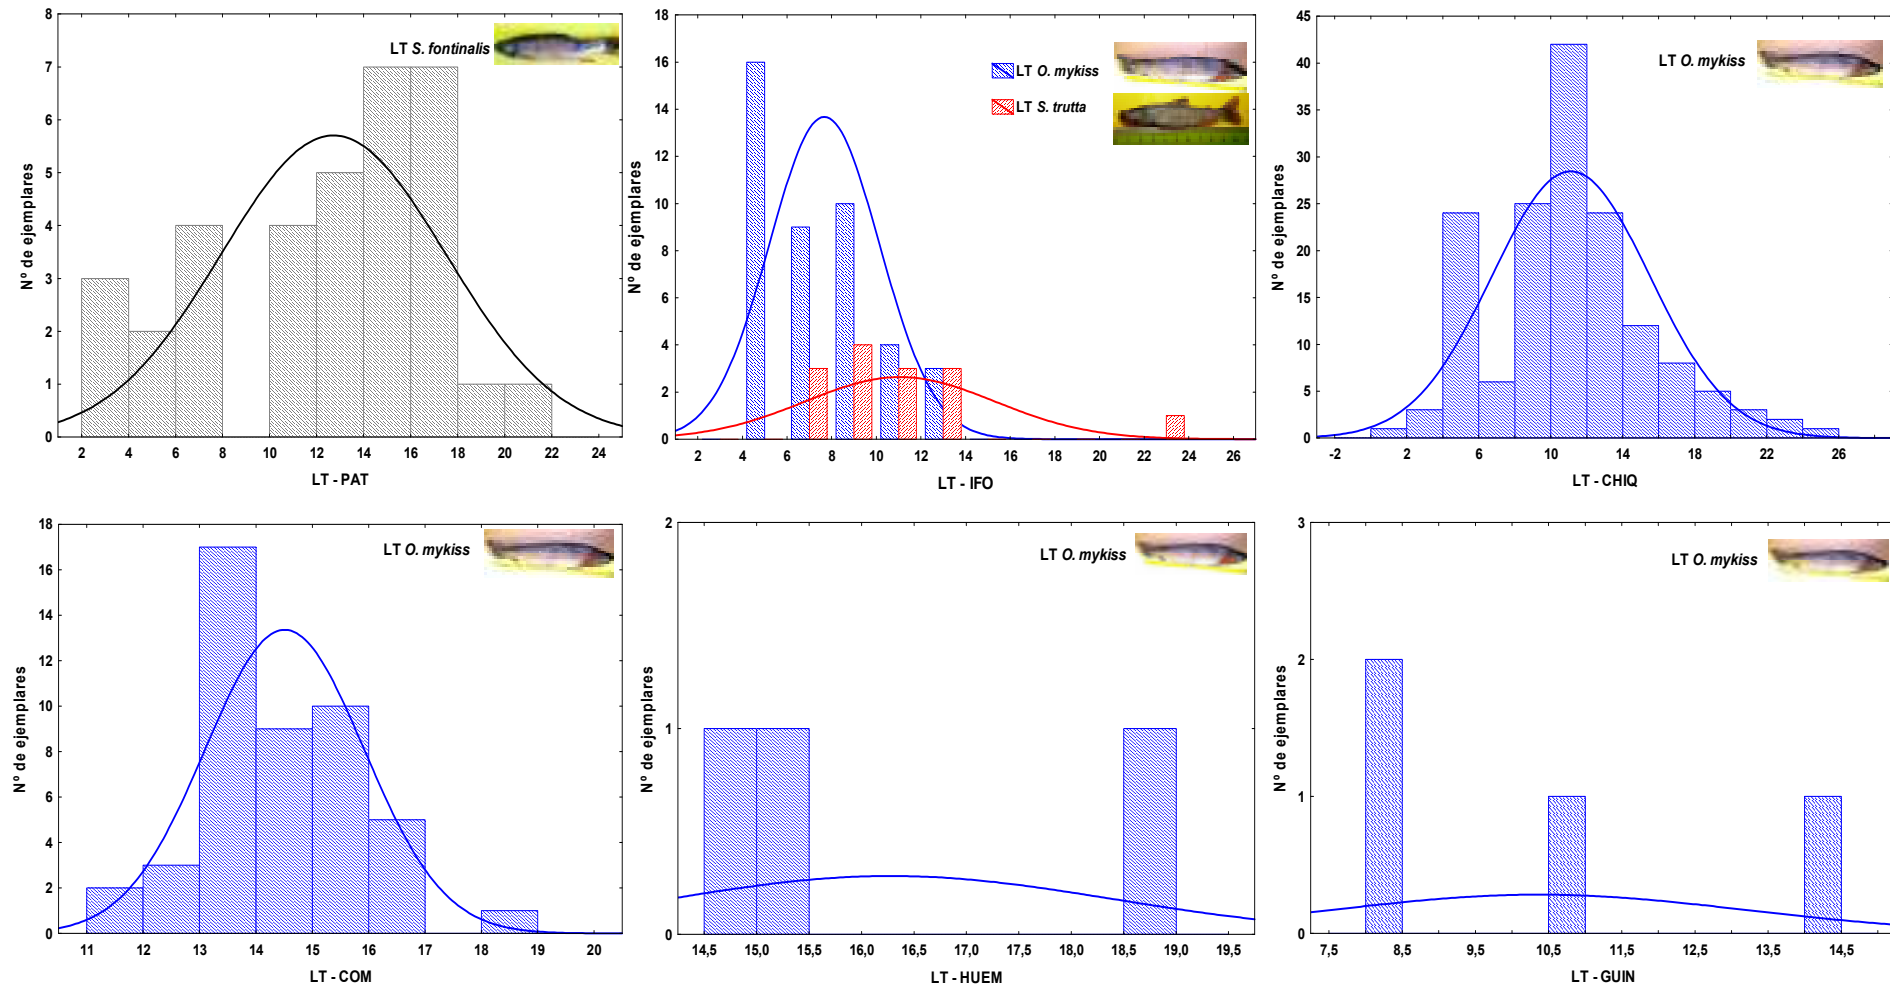 8
7
6
5
4
3
2
1
0
Nº de ejemplares
LT S. fontinalis
2 4 6 8 10 12 14 16 18 20 22 24
LT - PAT
18
16
14
12
10
8
6
4
2
0
Nº de ejemplares
LT O. mykiss
LT S. trutta
2 4 6 8 10 12 14 16 18 20 22 24 26
LT - IFO
45
40
35
30
25
20
15
10
5
0
Nº de ejemplares
LT O. mykiss
-2 2 6 10 14 18 22 26
LT - CHIQ
18
16
14
12
10
8
6
4
2
0
Nº de ejemplares
LT O. mykiss
11 12 13 14 15 16 17 18 19 20
LT - COM
2
1
0
Nº de ejemplares
LT O. mykiss
14,5 15,0 15,5 16,0 16,5 17,0 17,5 18,0 18,5 19,0 19,5
LT - HUEM
3
2
1
0
Nº de ejemplares
LT O. mykiss
7,5 8,5 9,5 10,5 11,5 12,5 13,5 14,5
LT - GUIN